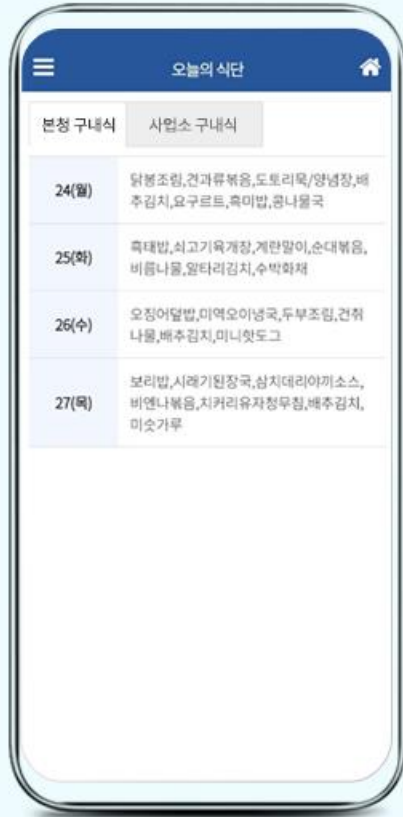 오늘의 식단
본청 구내식
사업소 구내식
24(월)
닭봉조림,견과류볶음,도토리묵/양념장,배
추김치,요구르트,흑미밥,콩나물국
25(화)
흑태밥,쇠고기육개장,계란말이,순대볶음,
비름나물,알타리김치,수박화채
26(수)
오징어덮밥,미역오이냉국,두부조림,건취
나물,배추김치,미니핫도그
27(목)
보리밥,시래기된장국,삼치데리야끼소스,
비엔나볶음,치커리유자청무침,배추김치,
미숫가루